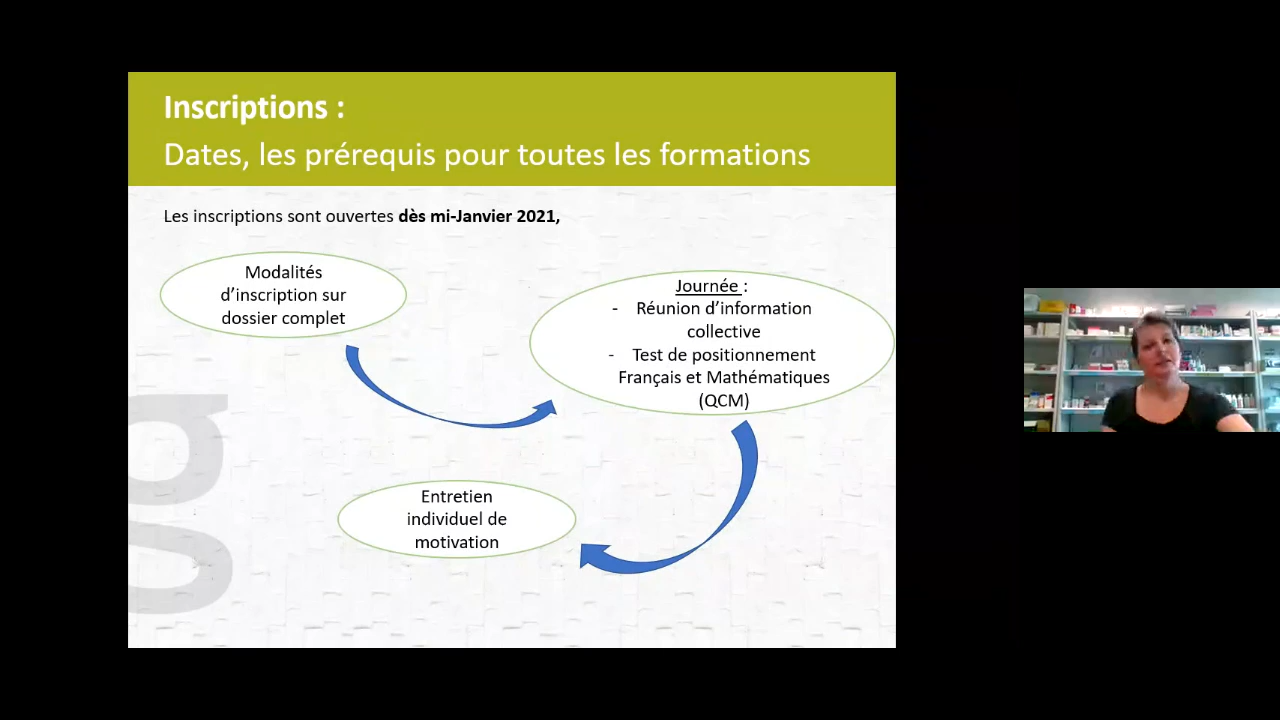 Inscriptions :
Dates, les prérequis pour toutes les formations
Les inscriptions sont ouvertes dès mi-Janvier 2021,
Modalités
d'inscription sur
dossier complet
Journée :
- Réunion d'information
collective
- Test de positionnement
Français et Mathématiques
(QCM)
Entretien
individuel de
motivation
g